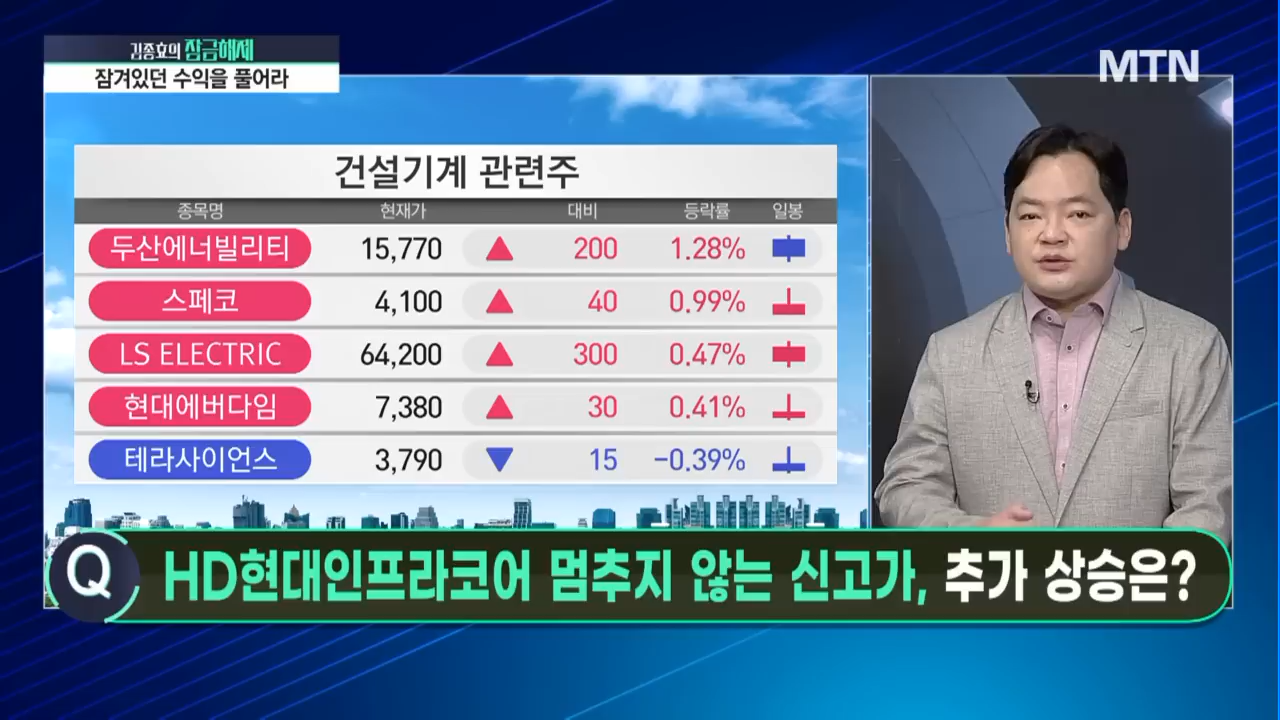 김종효의 잠금해제
잠겨있던 수익을 풀어라
MTN
건설기계 관련주
종목명 현재가 대비 등락률 일봉
두산에너빌리티 15,770 ▲ 200 1.28%
스페코 4,100 ▲ 40 0.99%
LS ELECTRIC 64,200 ▲ 300 0.47%
현대에버다임 7,380 ▲ 30 0.41%
테라사이언스 3,790 ▼ 15 -0.39%
Q HD현대인프라코어 멈추지 않는 신고가, 추가 상승은?